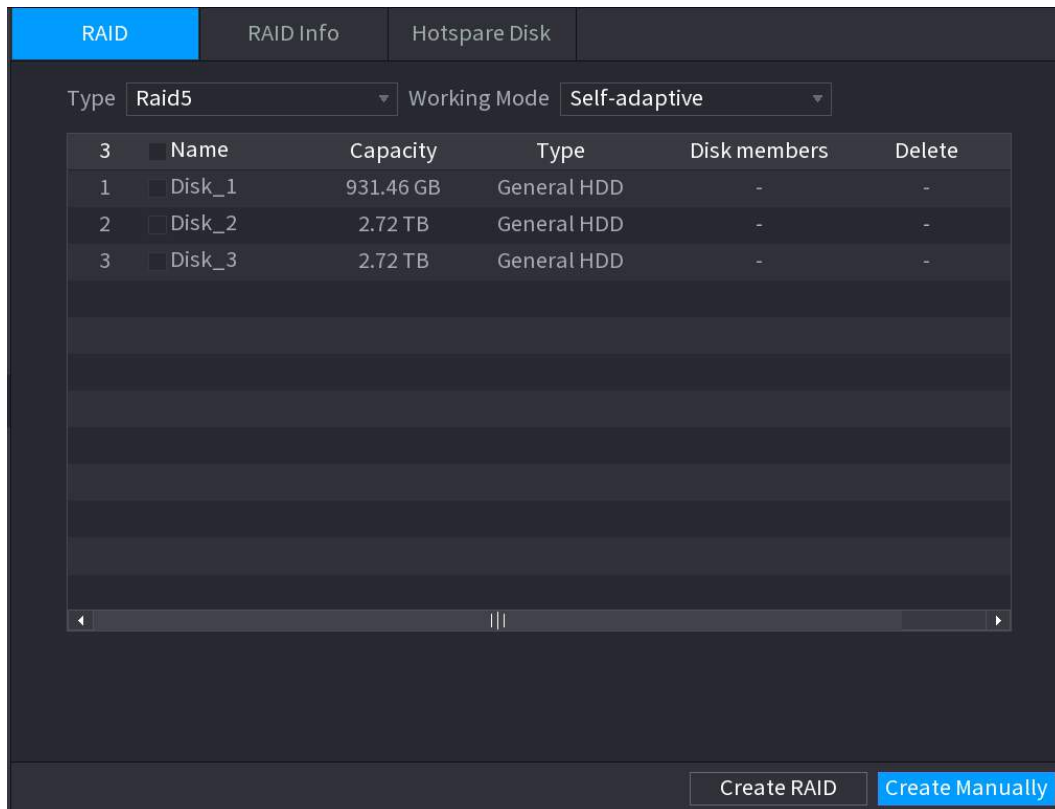 RAID RAID Info Hotspare Disk
Type Raid5 Working Mode Self-adaptive
3 Name Capacity Type Disk members Delete
1 Disk_1 931.46 GB General HDD - -
2 Disk_2 2.72 TB General HDD - -
3 Disk_3 2.72 TB General HDD - -
Create RAID Create Manually